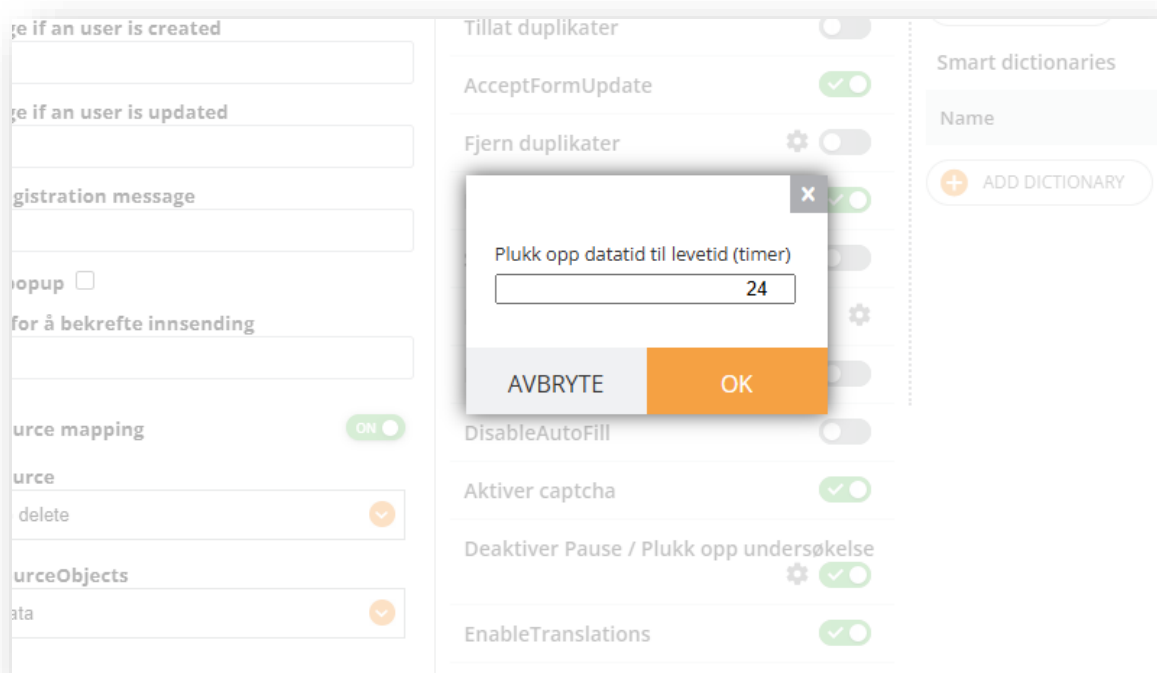 ge if an user is created
ge if an user is updated
gistration message
popup
for å bekrefte innsending
urce mapping
ON
urce
delete
urceObjects
ata
Tillat duplikater
AcceptFormUpdate
Fjern duplikater
x
Plukk opp datatid til levetid (timer)
24
AVBRYTE
OK
DisableAutoFill
Aktiver captcha
Deaktiver Pause / Plukk opp undersøkelse
EnableTranslations
Smart dictionaries
Name
ADD DICTIONARY